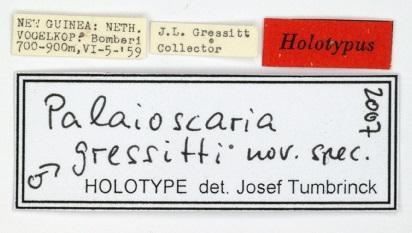 NEW GUINEA: NETH.
VOGELKOP: Bomberi
700-900m, VI-5-'59
J.L. Gressitt
Collector
Holotypus
Palaioscaria
gressitti nov. spec.
♂
HOLOTYPE det. Josef Tumbrinck
2007